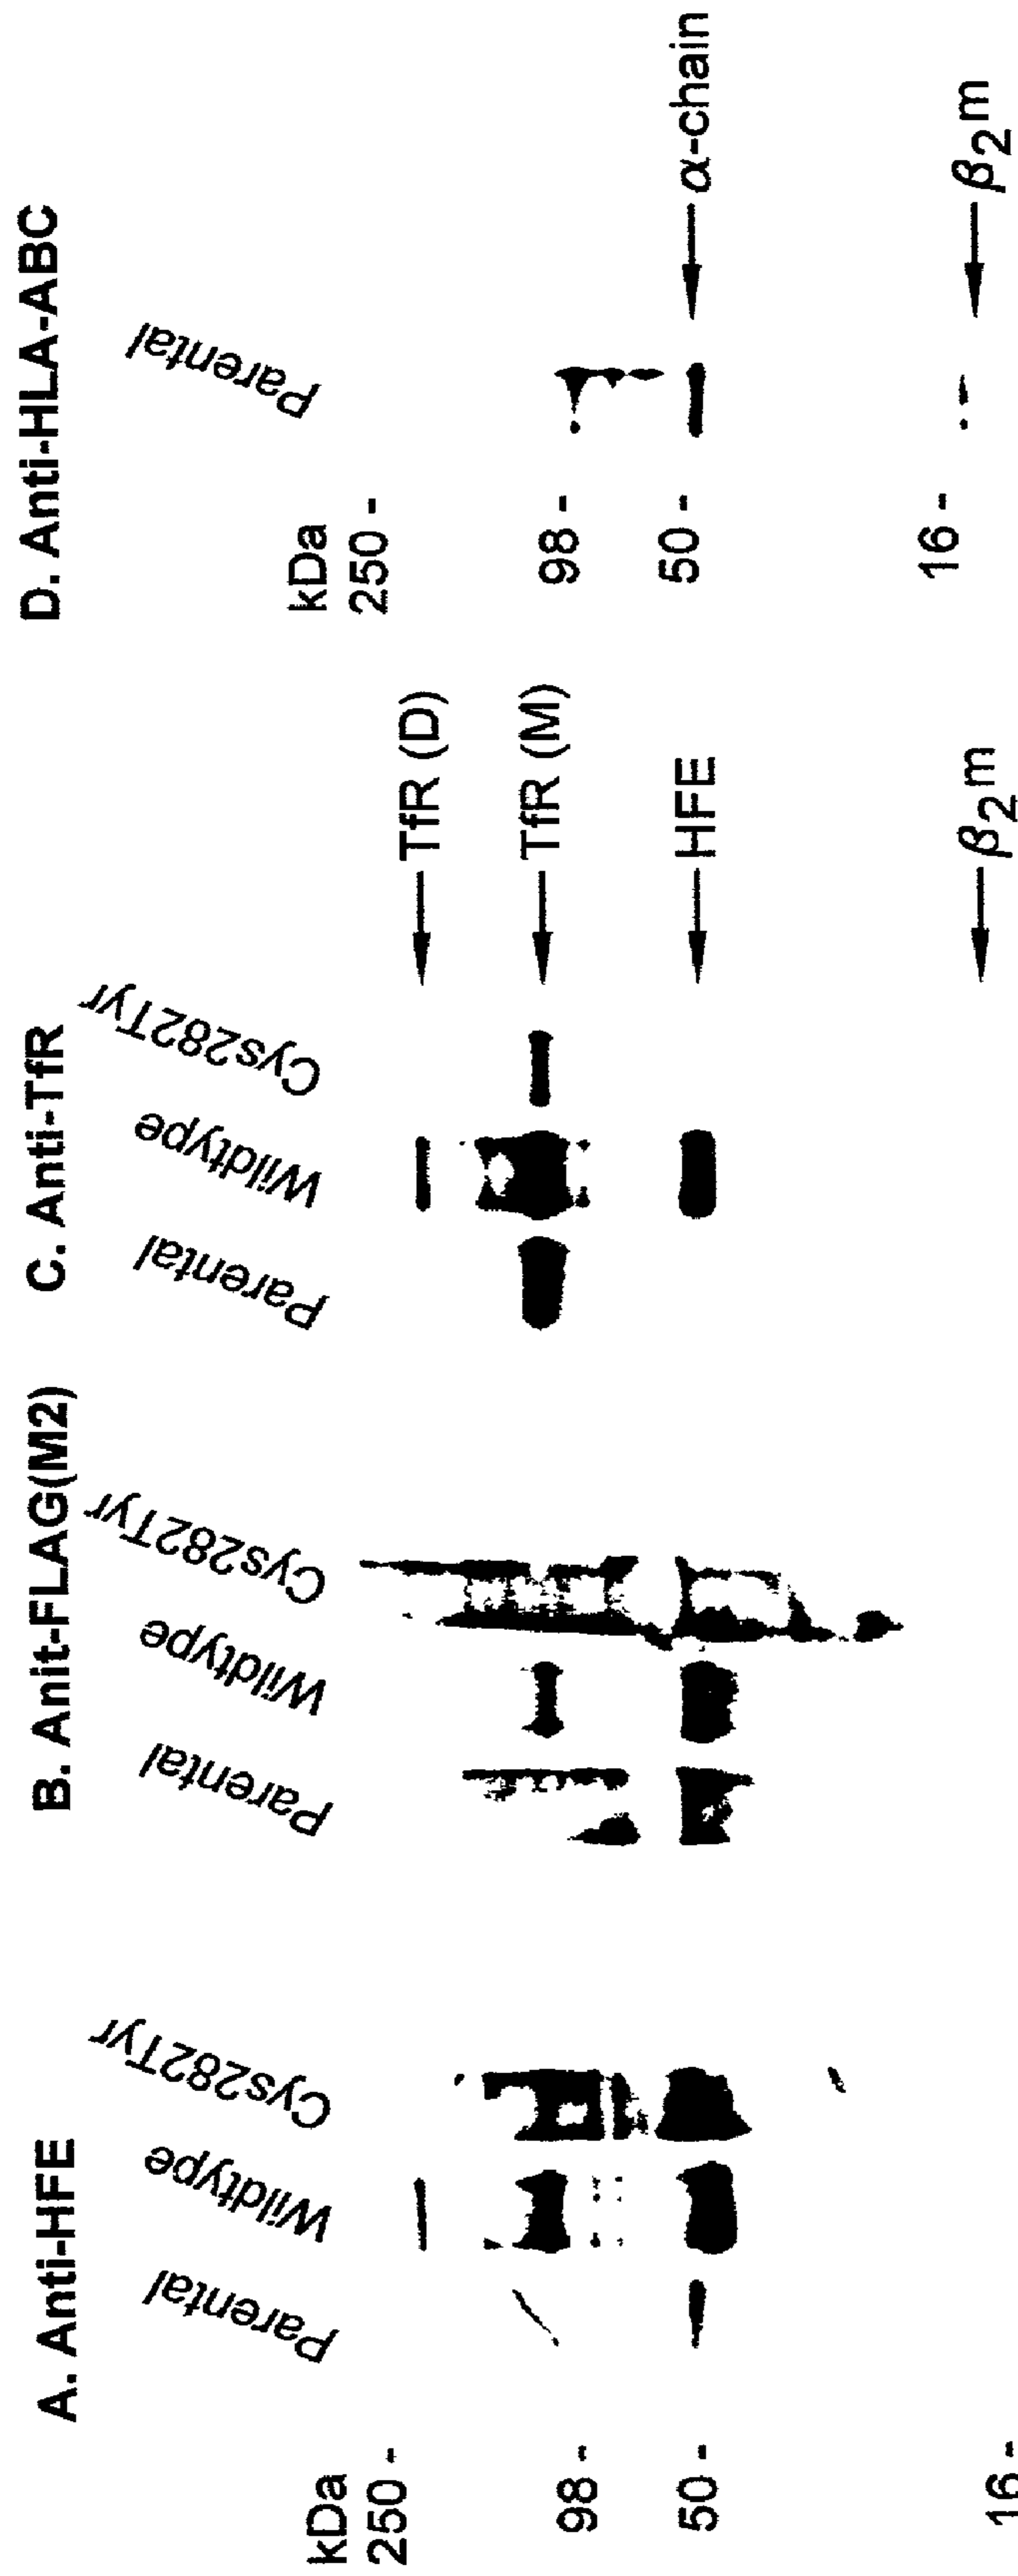 A. Anti-HFE
B. Anit-FLAG(M2)
C. Anti-TfR
D. Anti-HLA-ABC
Parental
Wildtype
Cys282Tyr
Parental
Wildtype
Cys282Tyr
Parental
Wildtype
Cys282Tyr
Parental
kDa
250 -
98 -
50 -
16 -
TfR (D)
TfR (M)
HFE
β2m
kDa
250 -
98 -
50 -
16 -
α-chain
β2m